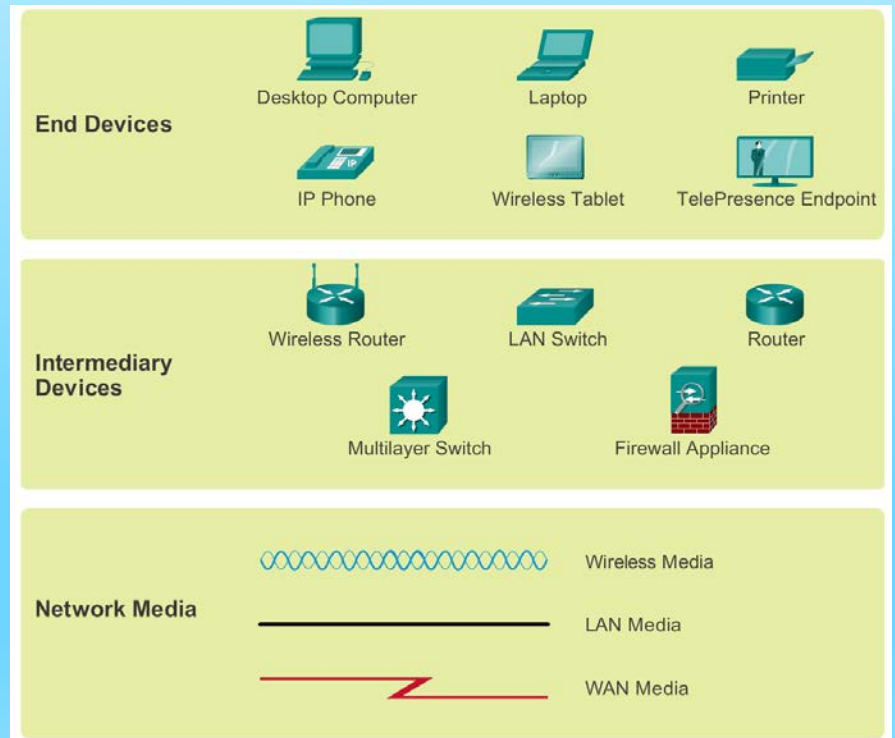 End Devices
Desktop Computer
Laptop
Printer
IP
IP Phone
Wireless Tablet
TelePresence Endpoint
Intermediary
Devices
Wireless Router
LAN Switch
Router
Multilayer Switch
Firewall Appliance
Network Media
Wireless Media
LAN Media
WAN Media